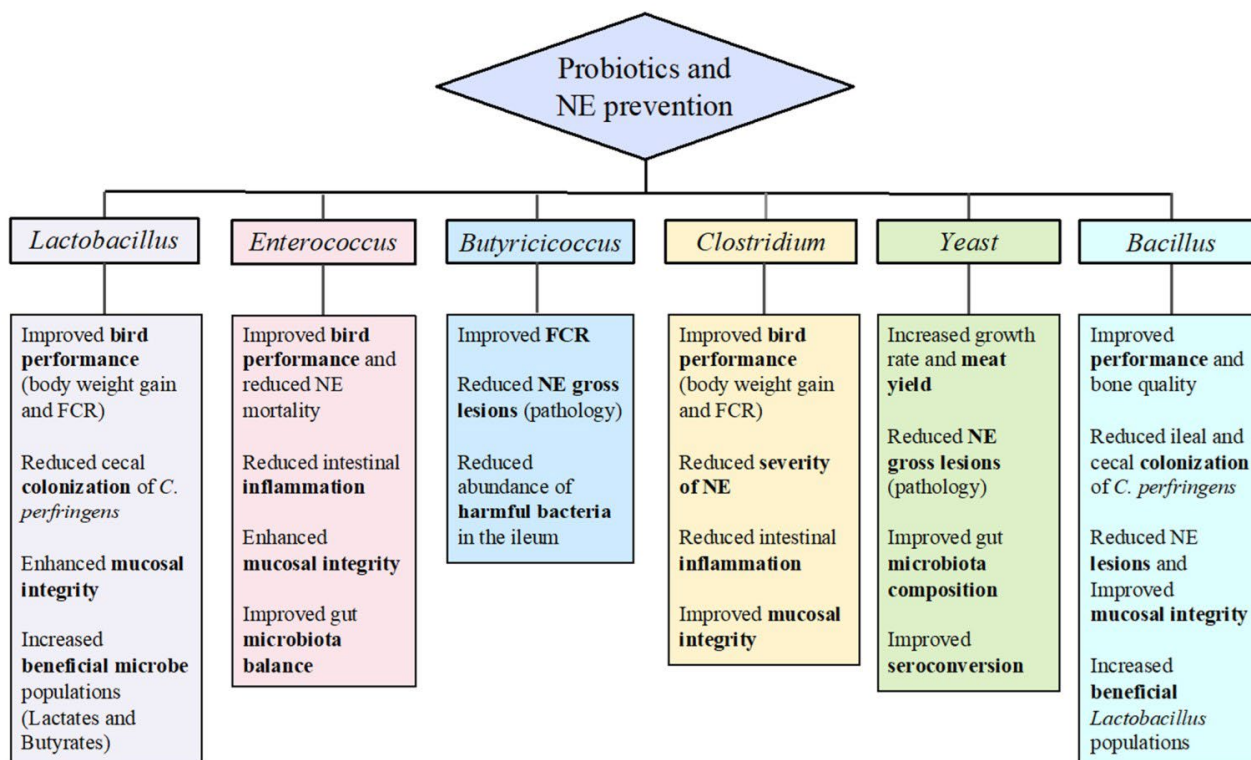 Probiotics and
NE prevention
Lactobacillus
Enterococcus
Butyricicoccus
Clostridium
Yeast
Bacillus
Improved bird
performance
(body weight gain
and FCR)
Reduced cecal
colonization of C.
perfringens
Enhanced mucosal
integrity
Increased
beneficial microbe
populations
(Lactates and
Butyrates)
Improved bird
performance and
reduced NE
mortality
Reduced intestinal
inflammation
Enhanced
mucosal integrity
Improved gut
microbiota
balance
Improved FCR
Reduced NE gross
lesions (pathology)
Reduced
abundance of
harmful bacteria
in the ileum
Improved bird
performance
(body weight gain
and FCR)
Reduced severity
of NE
Reduced intestinal
inflammation
Improved mucosal
integrity
Increased growth
rate and meat
yield
Reduced NE
gross lesions
(pathology)
Improved gut
microbiota
composition
Improved
seroconversion
Improved
performance and
bone quality
Reduced ileal and
cecal colonization
of C. perfringens
Reduced NE
lesions and
Improved
mucosal integrity
Increased
beneficial
Lactobacillus
populations